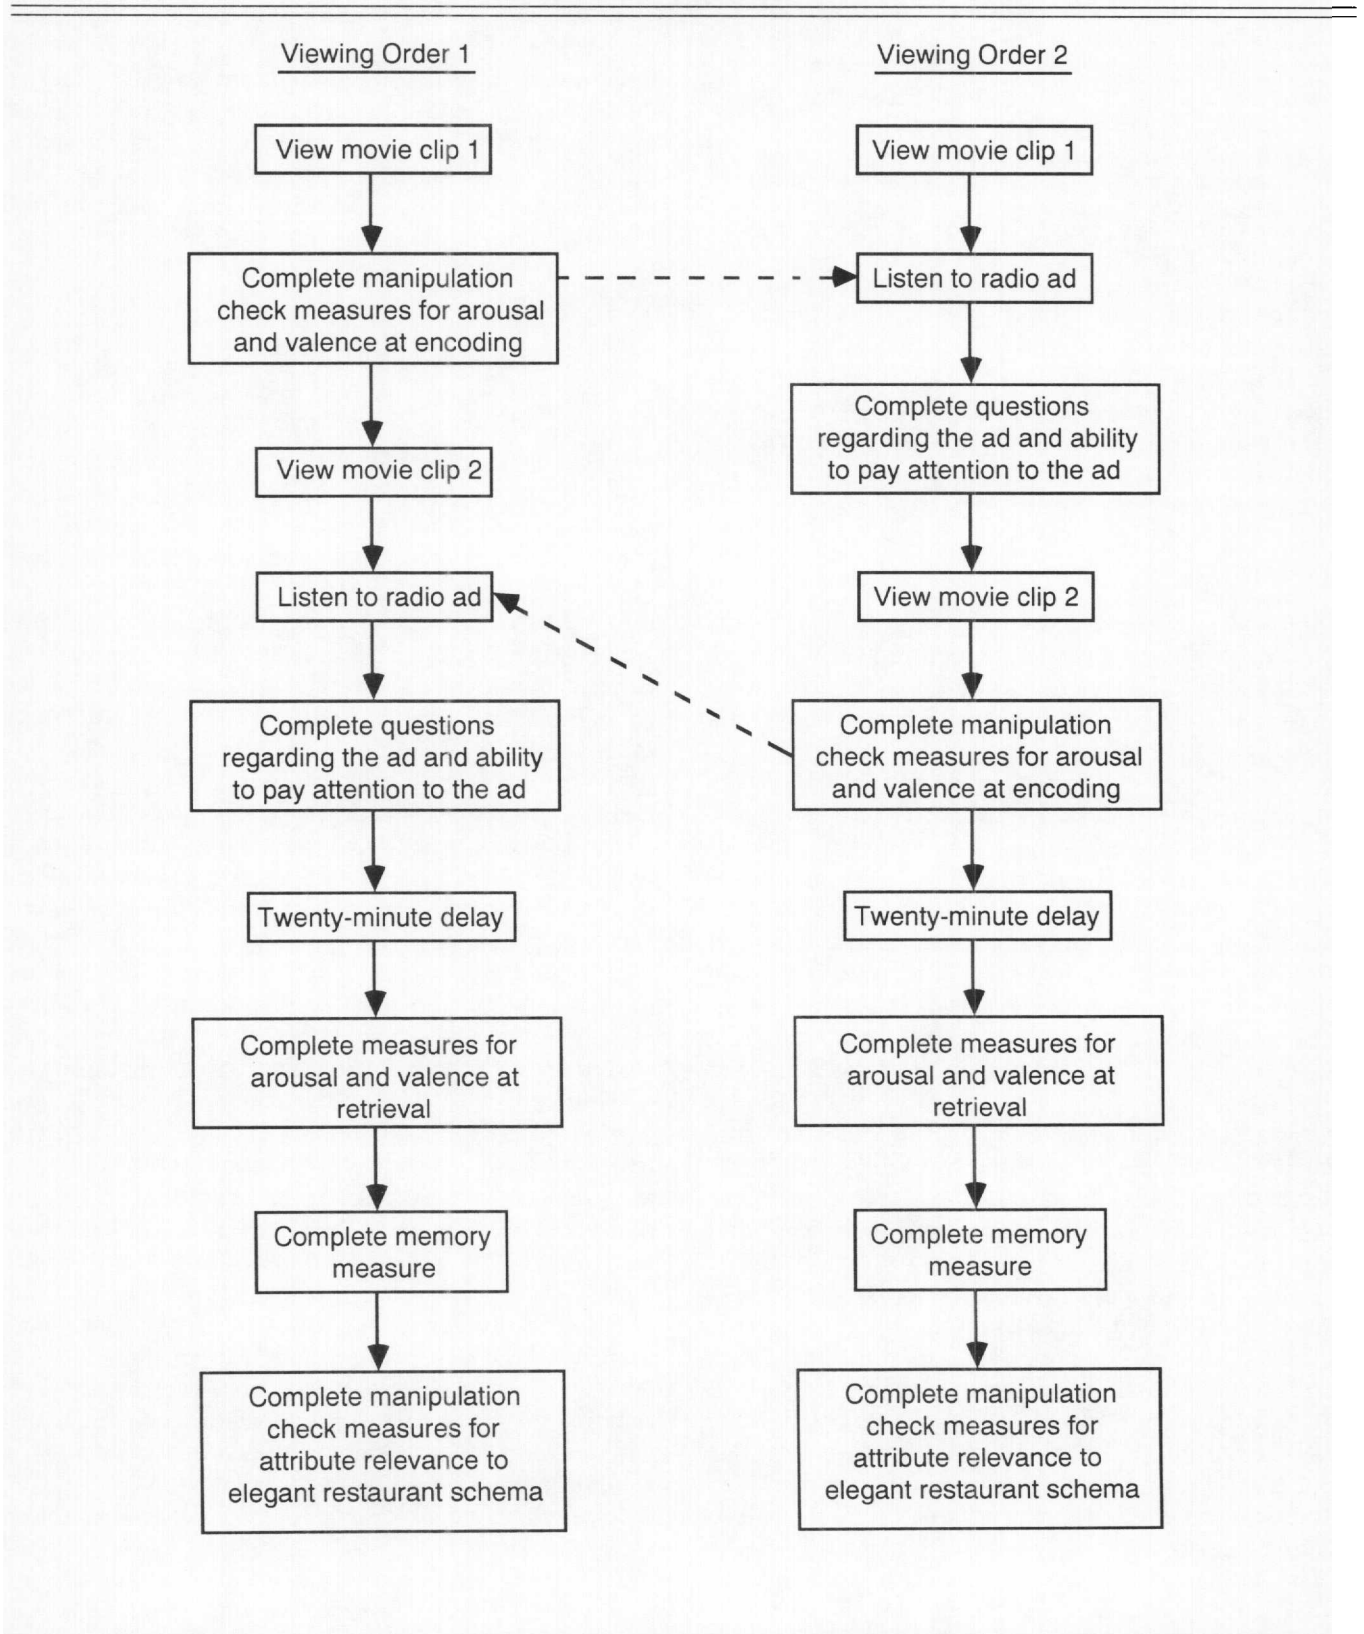 Viewing Order 1
View movie clip 1
Complete manipulation
check measures for arousal
and valence at encoding
View movie clip 2
Listen to radio ad
Complete questions
regarding the ad and ability
to pay attention to the ad
Twenty-minute delay
Complete measures for
arousal and valence at
retrieval
Complete memory
measure
Complete manipulation
check measures for
attribute relevance to
elegant restaurant schema
Viewing Order 2
View movie clip 1
Listen to radio ad
Complete questions
regarding the ad and ability
to pay attention to the ad
View movie clip 2
Complete manipulation
check measures for arousal
and valence at encoding
Twenty-minute delay
Complete measures for
arousal and valence at
retrieval
Complete memory
measure
Complete manipulation
check measures for
attribute relevance to
elegant restaurant schema